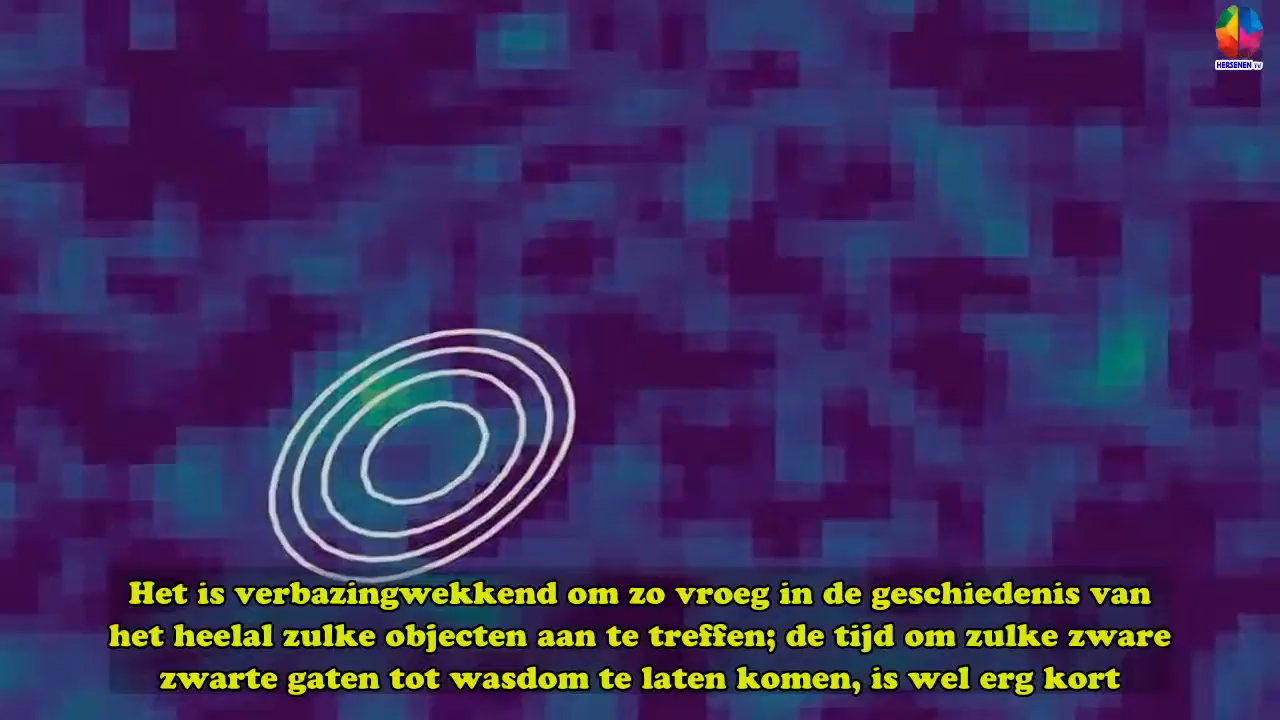 HERSENEN TV
Het is verbazingwekkend om zo vroeg in de geschiedenis van
het heelal zulke objecten aan te treffen; de tijd om zulke zware
zwarte gaten tot wasdom te laten komen, is wel erg kort